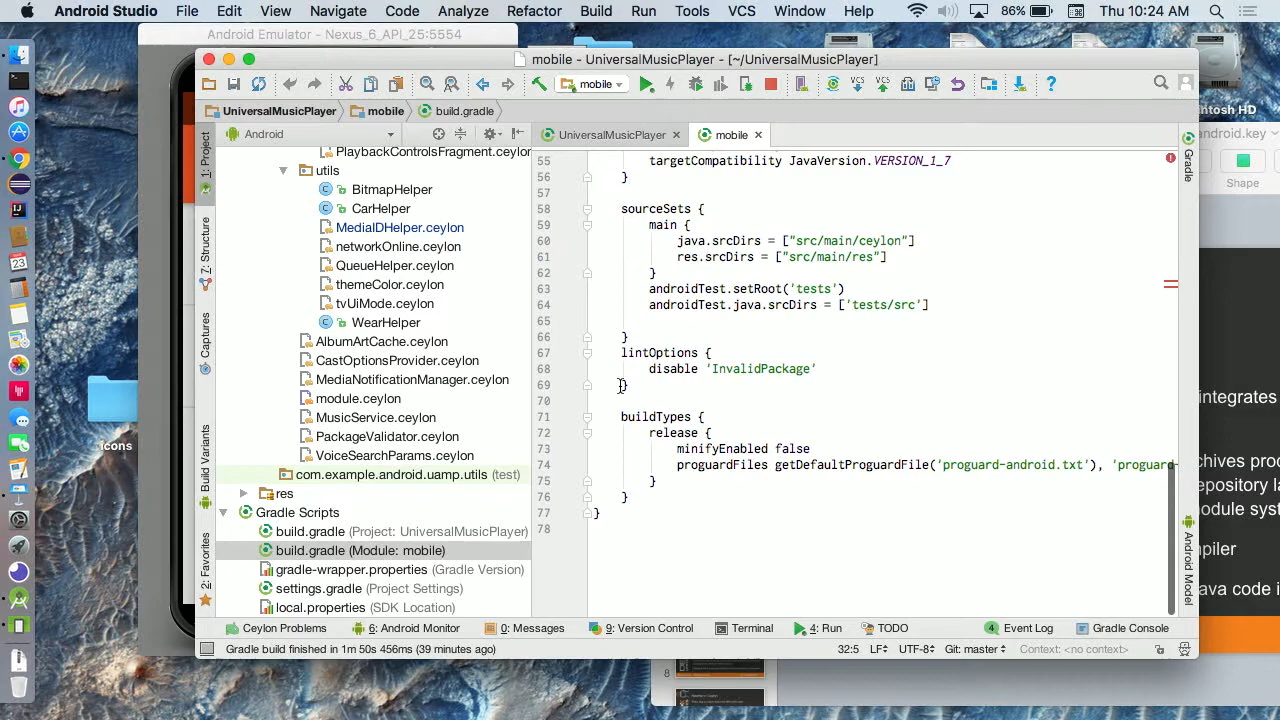 Android Studio File Edit View Navigate Code Analyze Refactor Build Run Tools VCS Window Help 86% Thu 10:24 AM
Android Emulator - Nexus_6_API_25:5554
mobile - UniversalMusicPlayer - [~/UniversalMusicPlayer]
mobile
UniversalMusicPlayer mobile build.gradle
Android
UniversalMusicPlayer mobile
1: Project
7: Structure
Captures
Build Variants
2: Favorites
PlaybackControlsFragment.ceylon
utils
BitmapHelper
CarHelper
MediaIDHelper.ceylon
networkOnline.ceylon
QueueHelper.ceylon
themeColor.ceylon
tvUiMode.ceylon
WearHelper
AlbumArtCache.ceylon
CastOptionsProvider.ceylon
MediaNotificationManager.ceylon
module.ceylon
MusicService.ceylon
PackageValidator.ceylon
VoiceSearchParams.ceylon
com.example.android.uamp.utils (test)
res
Gradle Scripts
build.gradle (Project: UniversalMusicPlayer)
build.gradle (Module: mobile)
gradle-wrapper.properties (Gradle Version)
settings.gradle (Project Settings)
local.properties (SDK Location)
55 targetCompatibility JavaVersion.VERSION_1_7
56 }
57
58 sourceSets {
59 main {
60 java.srcDirs = ["src/main/ceylon"]
61 res.srcDirs = ["src/main/res"]
62 }
63 androidTest.setRoot('tests')
64 androidTest.java.srcDirs = ['tests/src']
65
66 }
67 lintOptions {
68 disable 'InvalidPackage'
69 }
70
71 buildTypes {
72 release {
73 minifyEnabled false
74 proguardFiles getDefaultProguardFile('proguard-android.txt'), 'proguard-
75 }
76 }
77 }
78
Gradle
Android Model
Ceylon Problems 6: Android Monitor 0: Messages 9: Version Control Terminal 4: Run TODO 4 Event Log Gradle Console
Gradle build finished in 1m 50s 456ms (39 minutes ago) 32:5 LF UTF-8 Git: master Context: <no context>
icons
intosh HD
android.key
Shape
integrates
chives prod
epository la
odule syst
piler
ava code i
8